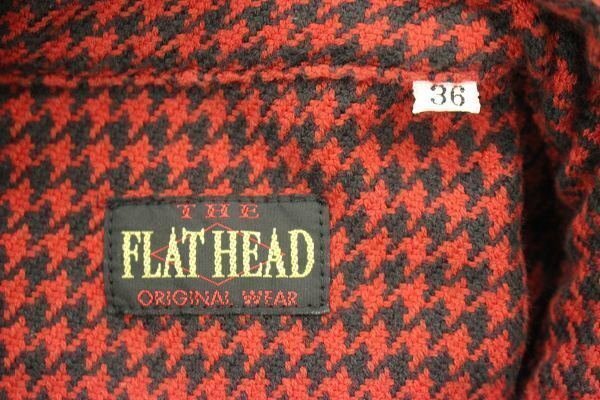 36
THE
FLAT HEAD
ORIGINAL WEAR